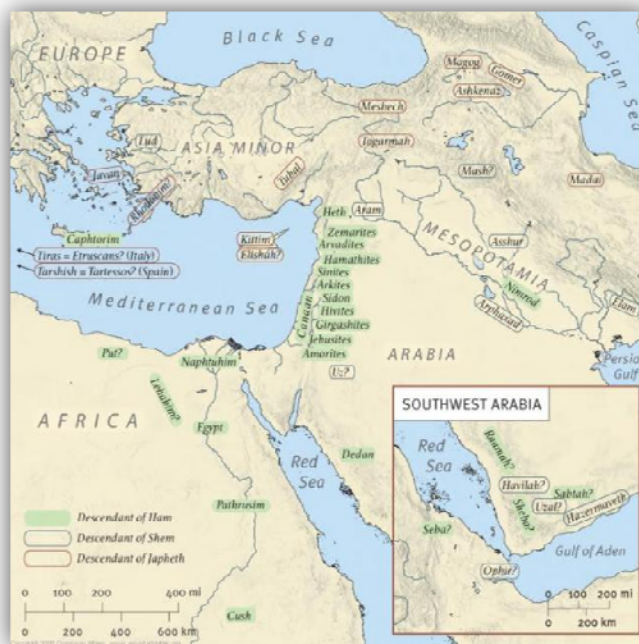 Black Sea
Caspian Sea
EUROPE
Magog
Gomer
Ashkenaz
Meshech
Lud
ASIA MINOR
Togarmah
Javan
Tubal
Mash?
Madai
Rhodanim?
Heth
Aram
Caphtorim
Kittim
Zemarites
MESOPOTAMIA
Tiras = Etruscans? (Italy)
Elishah?
Arvadites
Asshur
Tarshish = Tartessos? (Spain)
Hamathites
Sinites
Nimrod
Arkites
Mediterranean Sea
Canaan
Sidon
Arphaxad
Elam
Hivites
Girgashites
Jebusites
Put?
Naphtuhim
Amorites
ARABIA
Persian
Gulf
Uz?
Lehabim?
AFRICA
Egypt
SOUTHWEST ARABIA
Red
Sea
Dedan
Red
Sea
Raamah?
Havilah?
Sabtah?
Sheba?
Uzal?
Hazermaveth
Seba?
Gulf of Aden
Ophir?
Pathrusim
Descendant of Ham
Descendant of Shem
Descendant of Japheth
0 200 400 mi
0 200 400 600 km
0 100 200 mi
0 200 km
Cush